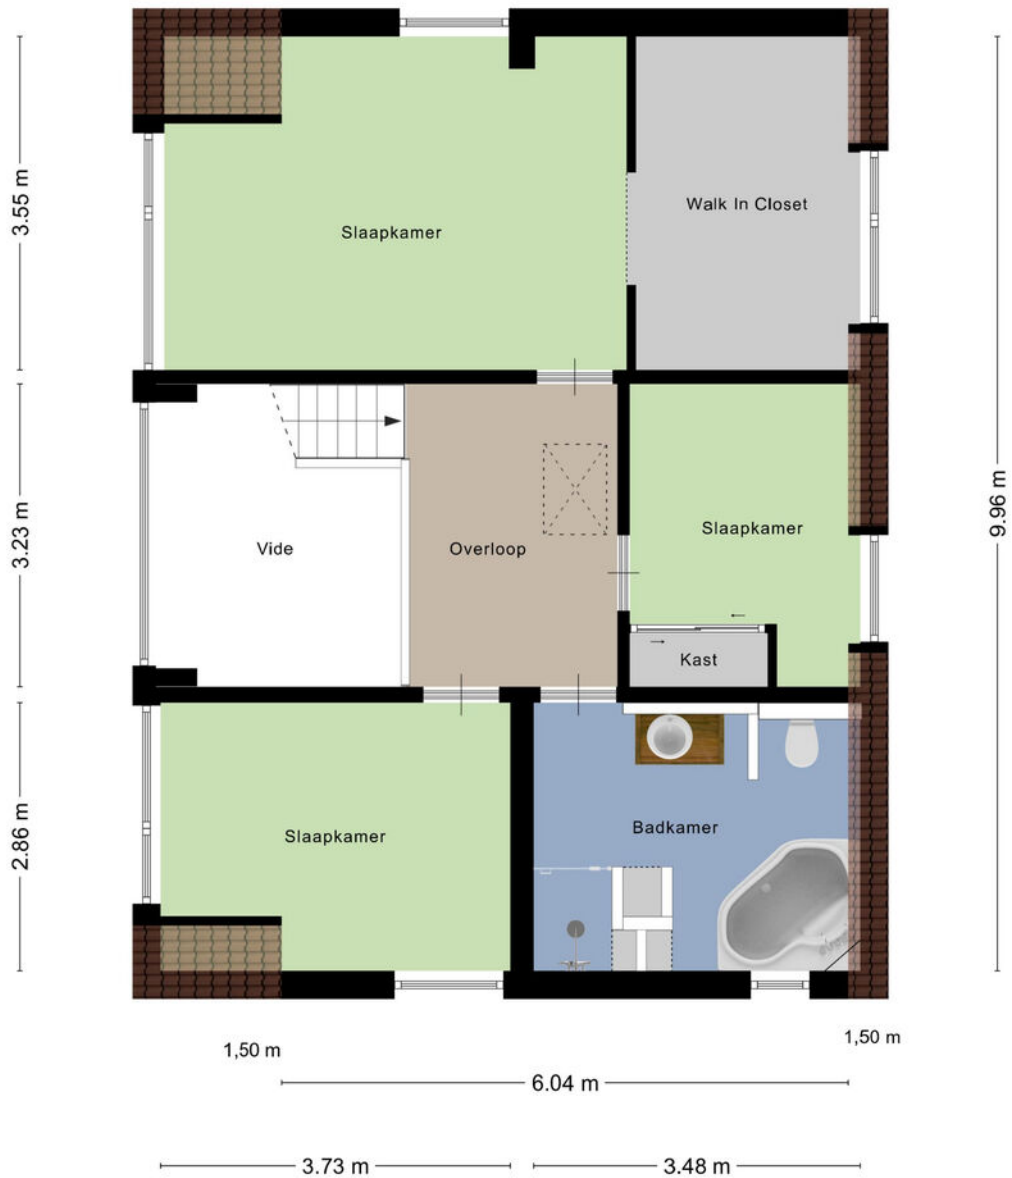 3.55 m
Slaapkamer
Walk In Closet
3.23 m
Vide
Overloop
Slaapkamer
Kast
9.96 m
2.86 m
Slaapkamer
Badkamer
1,50 m
1,50 m
6.04 m
3.73 m
3.48 m